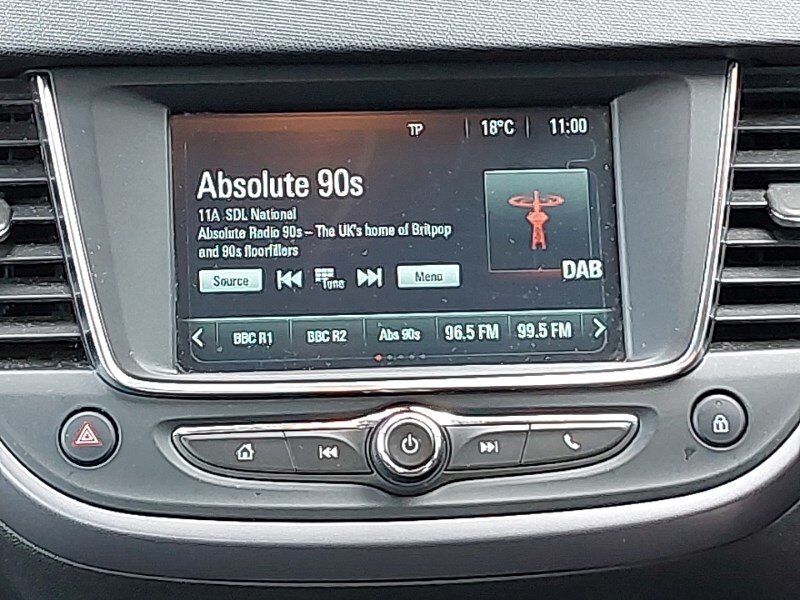 TP 18°C 11:00
Absolute 90s
11A SDL National
Absolute Radio 90s – The UK's home of Britpop
and 90s floorfillers
DAB
Source Tune Menu
BBC R1 BBC R2 Abs 90s 96.5 FM 99.5 FM